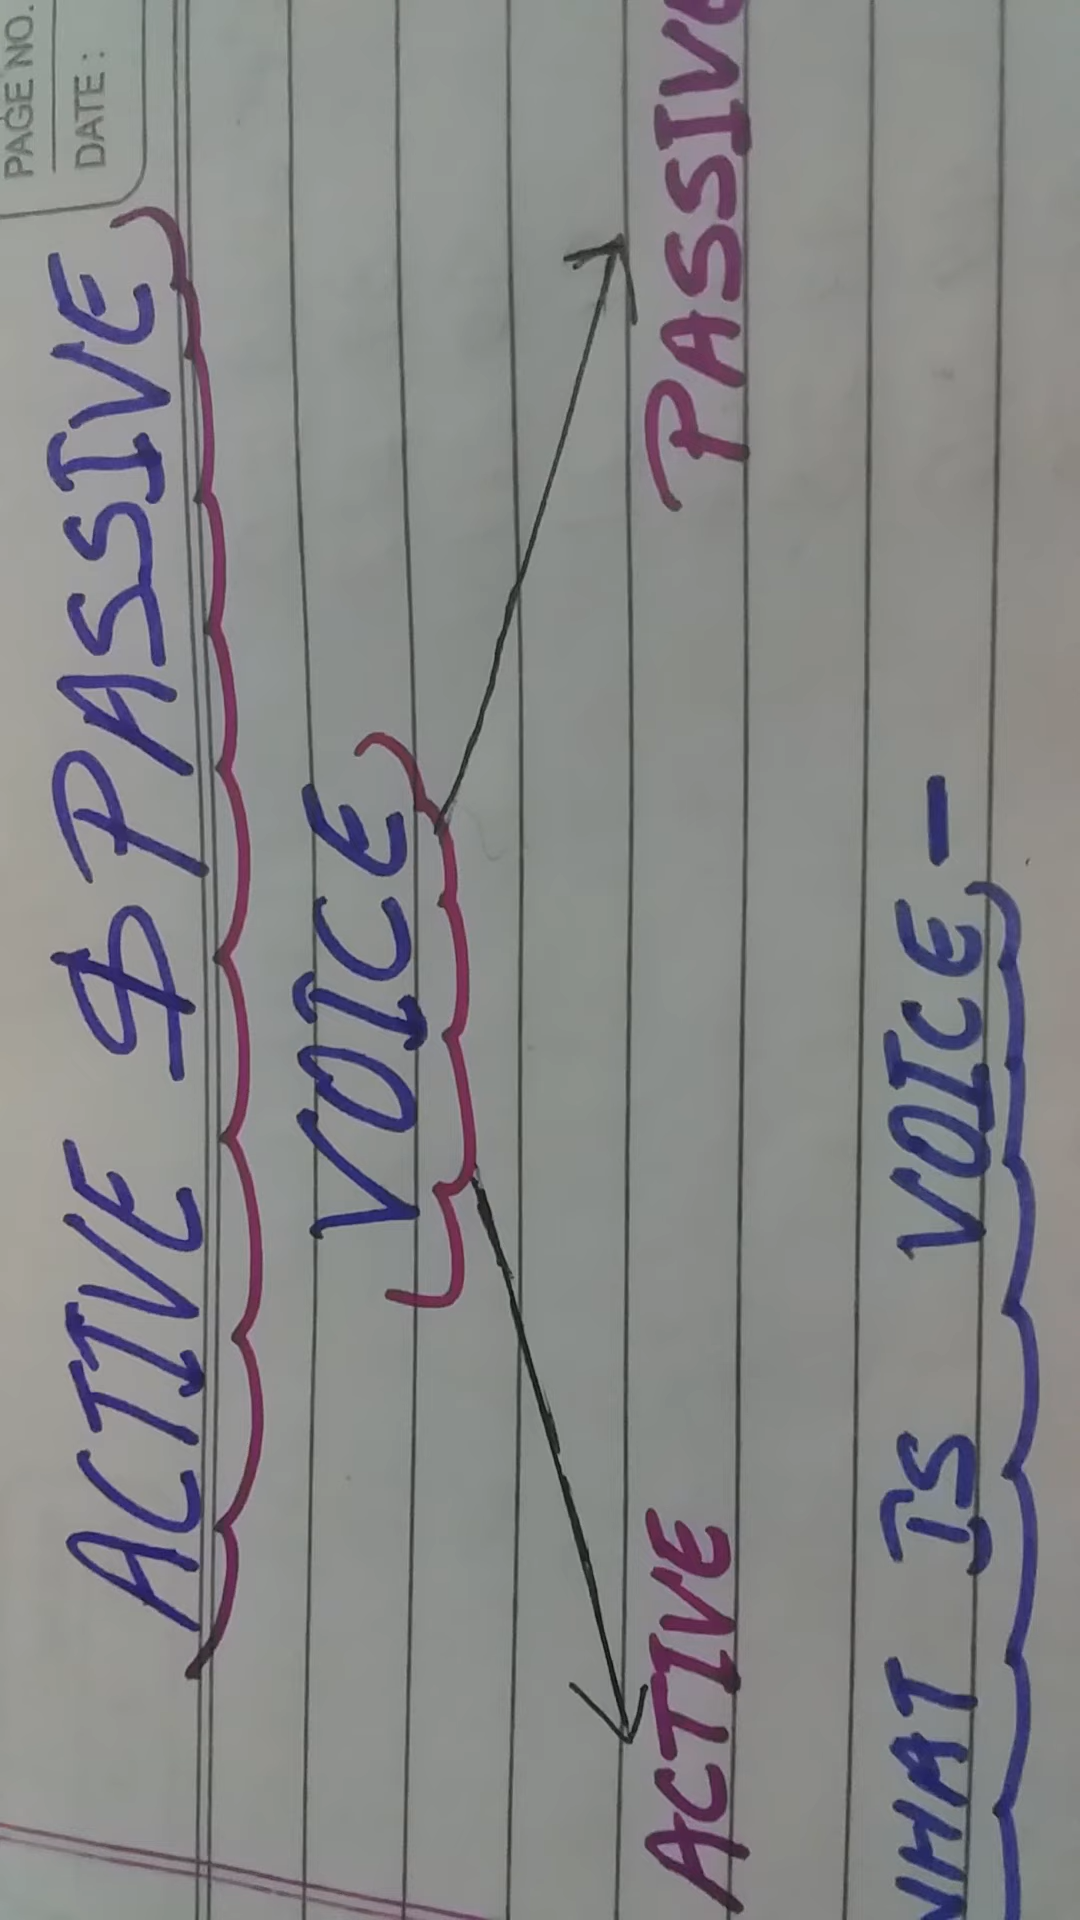 PAGE NO.
DATE :
ACTIVE & PASSIVE
VOICE
ACTIVE PASSIVE
WHAT IS VOICE -